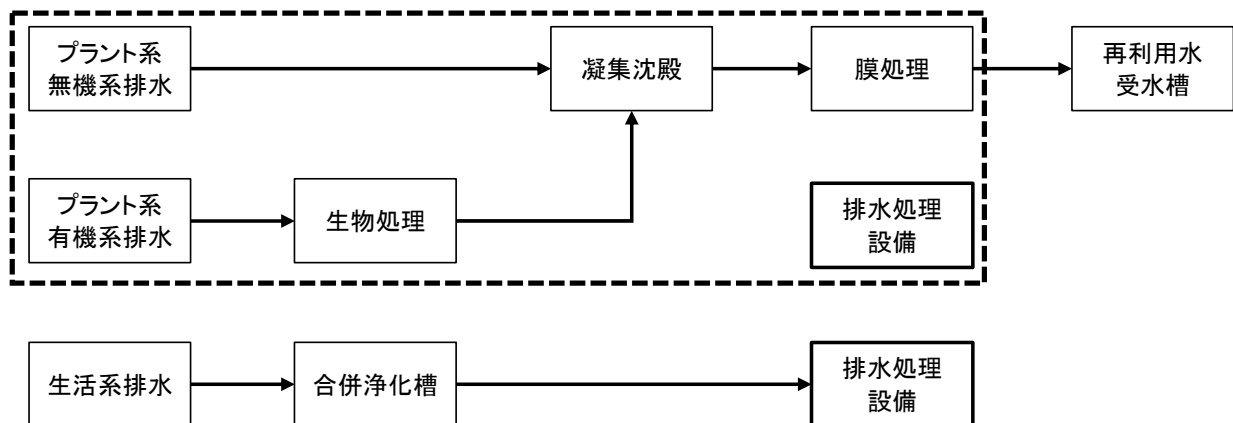 プラント系
無機系排水
凝集沈殿
膜処理
再利用水
受水槽
プラント系
有機系排水
生物処理
排水処理
設備
生活系排水
合併浄化槽
排水処理
設備